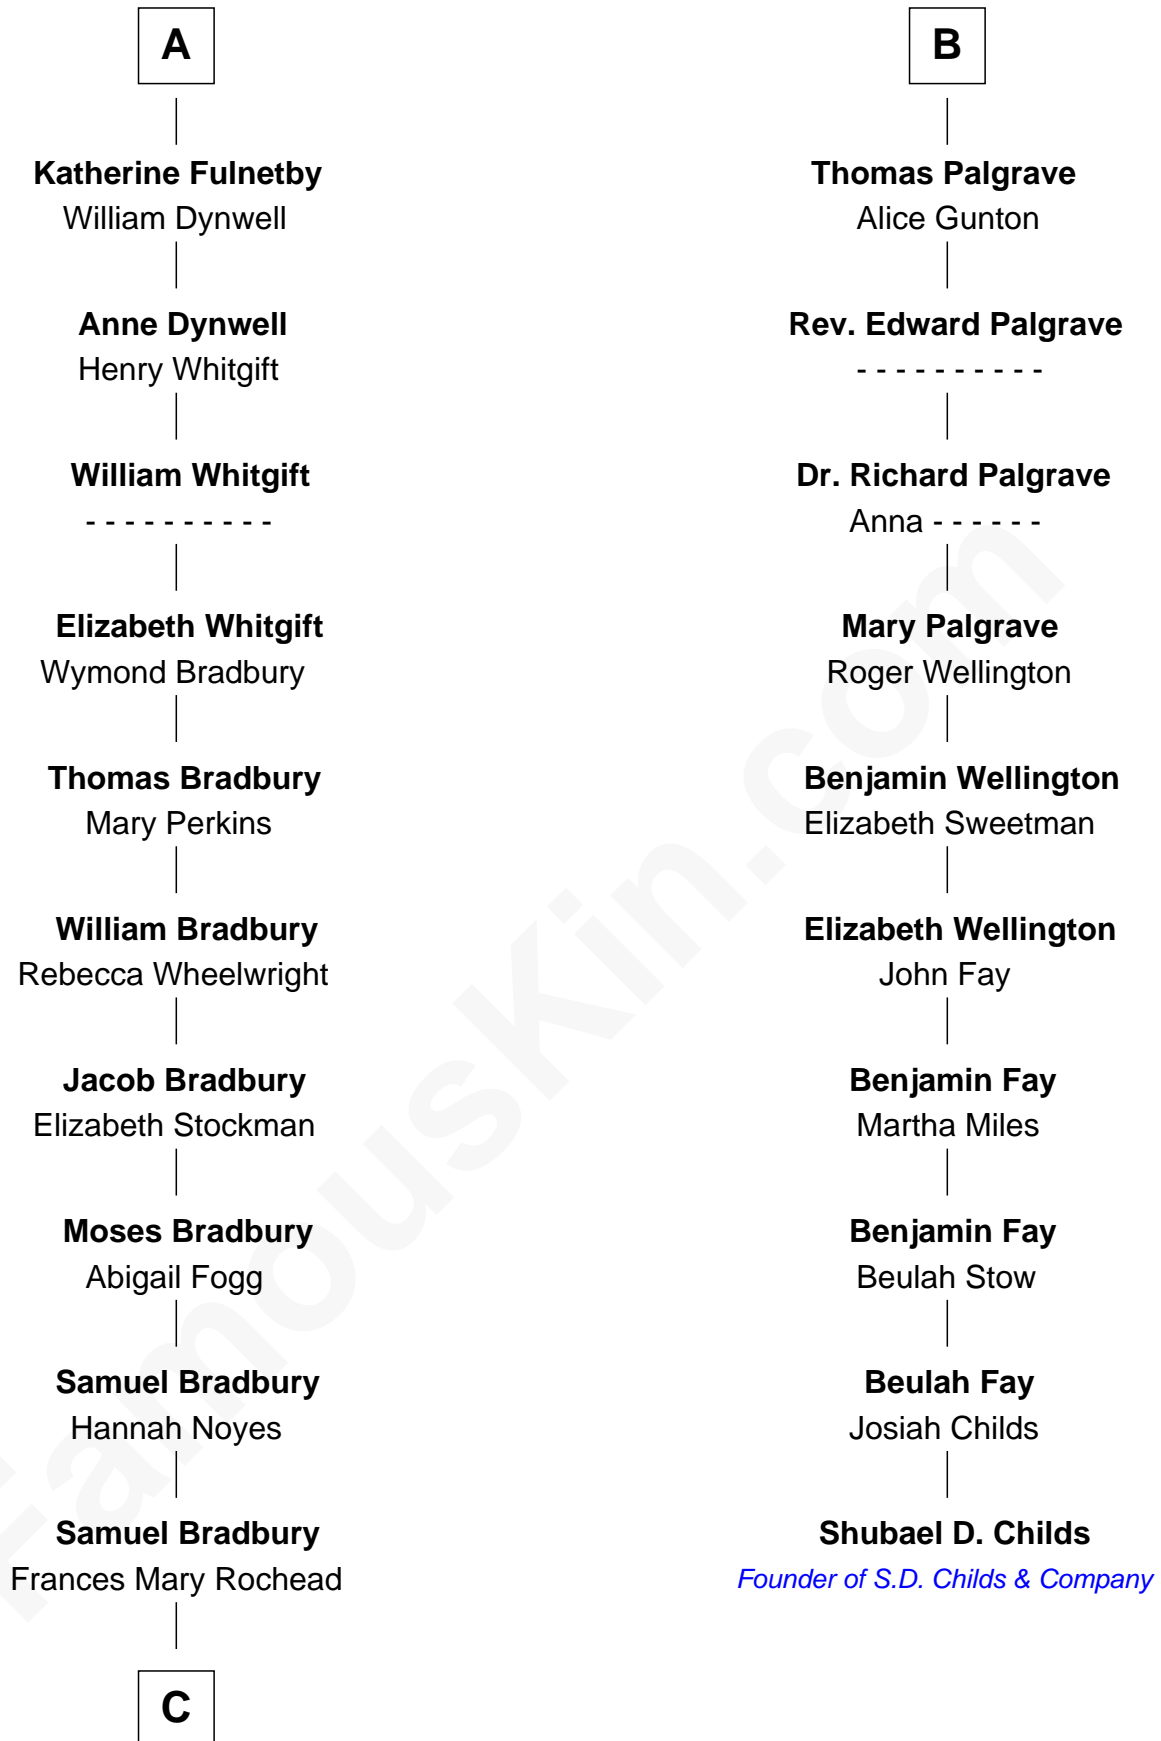 A
Katherine Fulnetby
William Dynwell
Anne Dynwell
Henry Whitgift
William Whitgift
- - - - - - - - - -
Elizabeth Whitgift
Wymond Bradbury
Thomas Bradbury
Mary Perkins
William Bradbury
Rebecca Wheelwright
Jacob Bradbury
Elizabeth Stockman
Moses Bradbury
Abigail Fogg
Samuel Bradbury
Hannah Noyes
Samuel Bradbury
Frances Mary Rochead
C
B
Thomas Palgrave
Alice Gunton
Rev. Edward Palgrave
- - - - - - - - - -
Dr. Richard Palgrave
Anna - - - - - -
Mary Palgrave
Roger Wellington
Benjamin Wellington
Elizabeth Sweetman
Elizabeth Wellington
John Fay
Benjamin Fay
Martha Miles
Benjamin Fay
Beulah Stow
Beulah Fay
Josiah Childs
Shubael D. Childs
Founder of S.D. Childs & Company
FamousKin.com